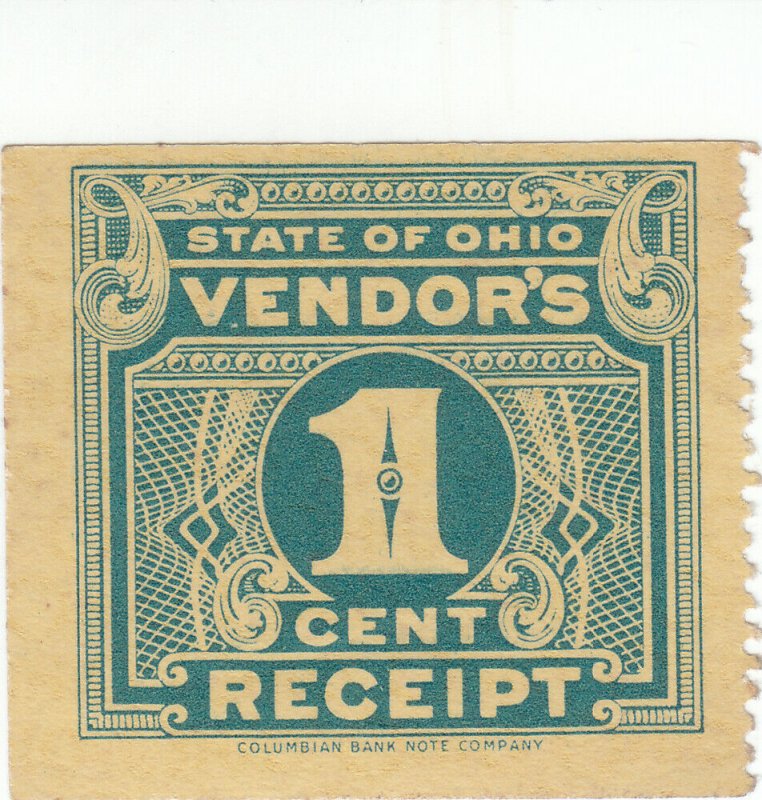 STATE OF OHIO
VENDOR'S
1
CENT
RECEIPT
COLUMBIAN BANK NOTE COMPANY